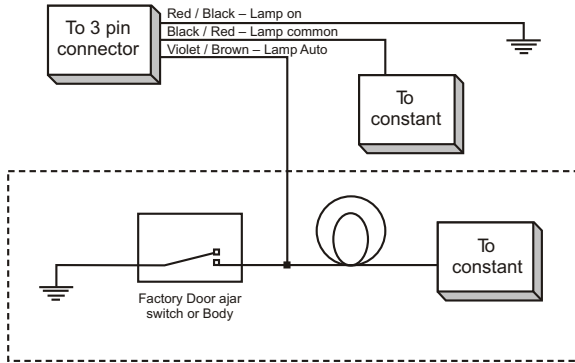 To 3 pin
connector
Red / Black – Lamp on
Black / Red – Lamp common
Violet / Brown – Lamp Auto
To
constant
To
constant
Factory Door ajar
switch or Body